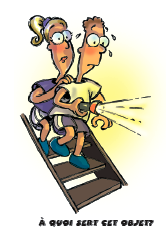 À QUOI SERT CET OBJET?